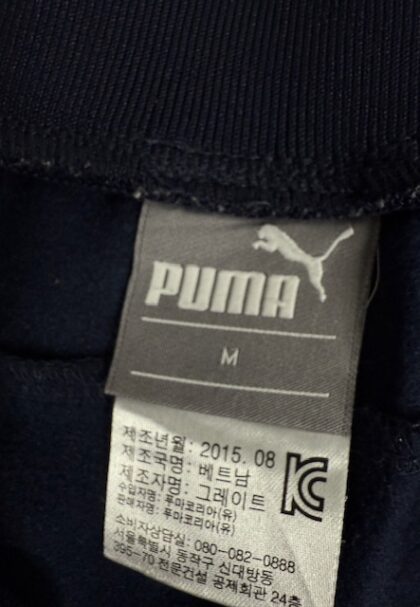 PUMA
M
제조년월: 2015. 08
제조국명: 베트남
제조자명: 그레이트
수입자명: 푸마코리아(유)
판매자명: 푸마코리아(유)
소비자상담실: 080-082-0888
서울특별시 동작구 신대방동
395-70 전문건설 공제회관 24층